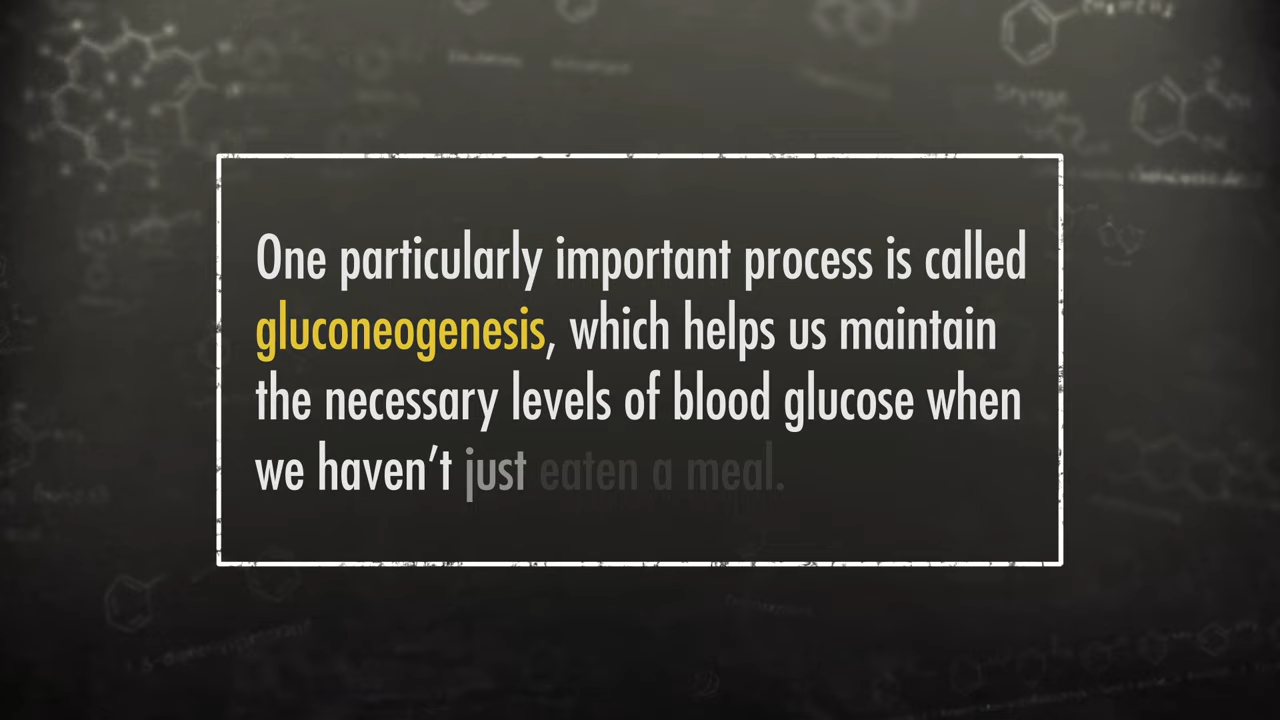 One particularly important process is called
gluconeogenesis, which helps us maintain
the necessary levels of blood glucose when
we haven’t just eaten a meal.